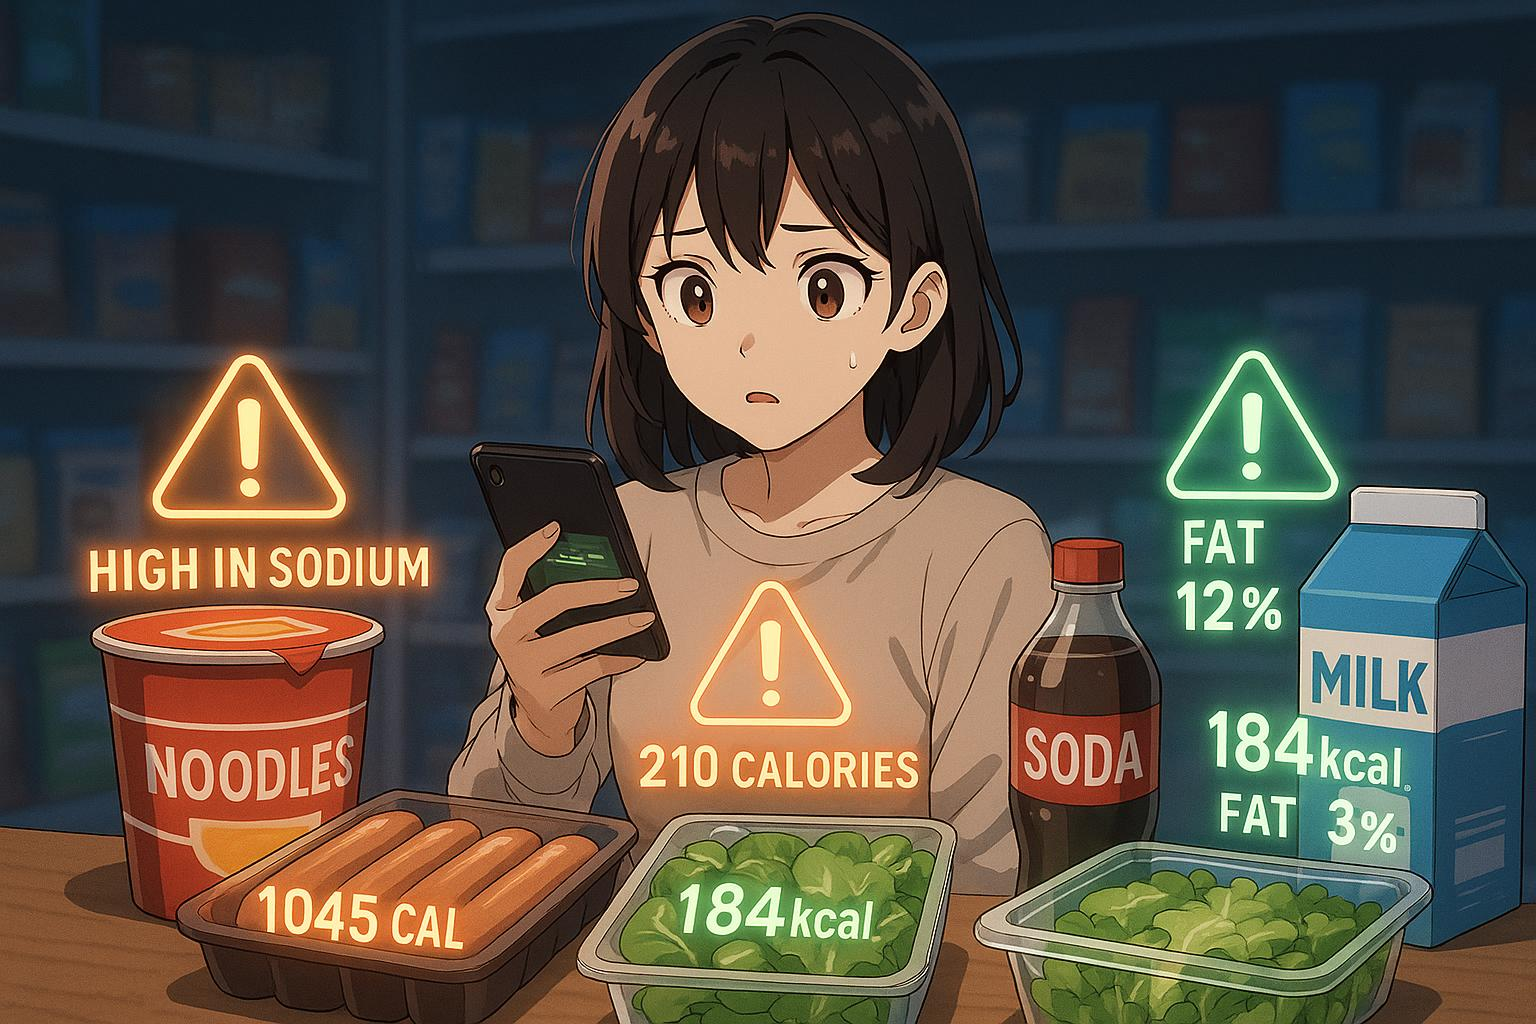 HIGH IN SODIUM
NOODLES
1045 CAL
210 CALORIES
184kcal
SODA
FAT
12%
MILK
184kcal
FAT 3%